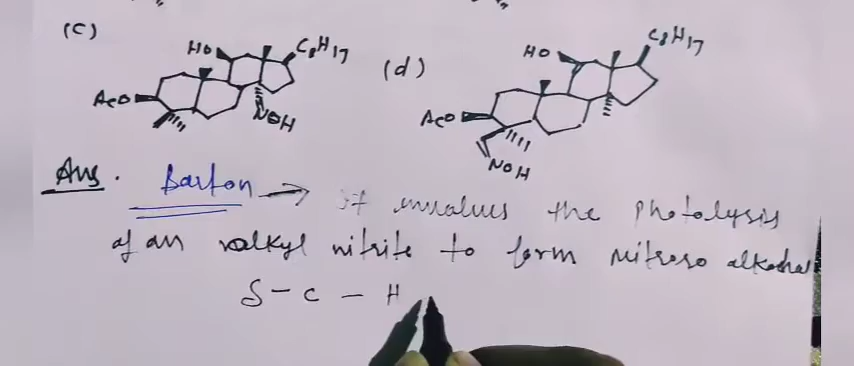 (c)
HO
C8H17
AcO
NOH
(d)
HO
C8H17
AcO
NOH
Ans. Barton → It involves the photolysis
of an alkyl nitrite to form nitroso alkohal
δ - C - H